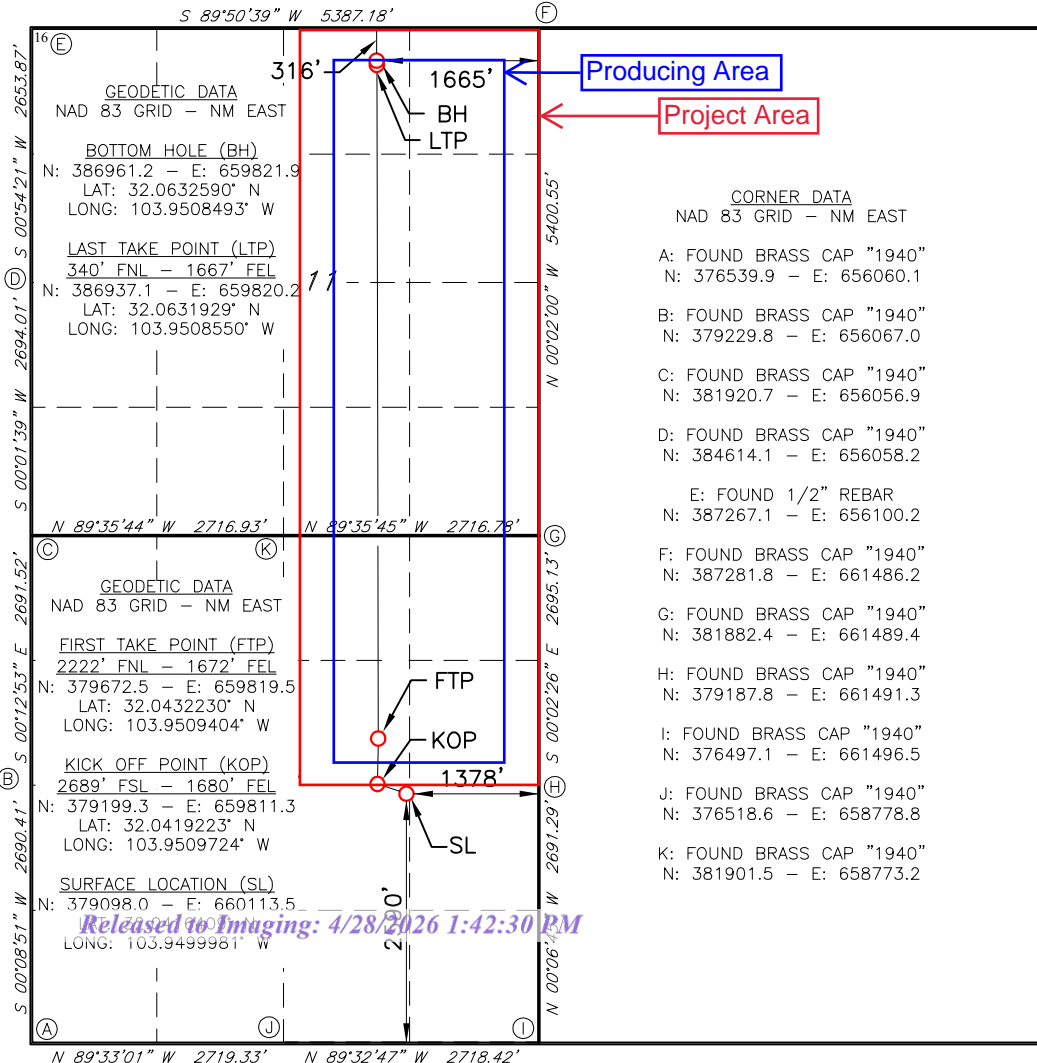 S 89°50'39" W 5387.18'
F
16
E
316'
1665'
BH
LTP
Producing Area
Project Area
GEODETIC DATA
NAD 83 GRID – NM EAST
BOTTOM HOLE (BH)
N: 386961.2 – E: 659821.9
LAT: 32.0632590° N
LONG: 103.9508493° W
LAST TAKE POINT (LTP)
340' FNL – 1667' FEL
N: 386937.1 – E: 659820.2
LAT: 32.0631929° N
LONG: 103.9508550° W
11
S 00°54'21" W 2653.87'
D
S 00°01'39" W 2694.01'
N 00°02'00" W 5400.55'
N 89°35'44" W 2716.93'
N 89°35'45" W 2716.78'
C
K
G
GEODETIC DATA
NAD 83 GRID – NM EAST
FIRST TAKE POINT (FTP)
2222' FNL – 1672' FEL
N: 379672.5 – E: 659819.5
LAT: 32.0432230° N
LONG: 103.9509404° W
KICK OFF POINT (KOP)
2689' FSL – 1680' FEL
N: 379199.3 – E: 659811.3
LAT: 32.0419223° N
LONG: 103.9509724° W
SURFACE LOCATION (SL)
N: 379098.0 – E: 660113.5
LONG: 103.9499981° W
FTP
KOP
1378'
SL
S 00°12'53" E 2691.52'
S 00°02'26" E 2695.13'
B
H
S 00°08'51" W 2690.41'
N 00°06'45" W 2691.29'
Released to Imaging: 4/28/2026 1:42:30 PM
A
J
I
N 89°33'01" W 2719.33'
N 89°32'47" W 2718.42'
CORNER DATA
NAD 83 GRID – NM EAST
A: FOUND BRASS CAP "1940"
N: 376539.9 – E: 656060.1
B: FOUND BRASS CAP "1940"
N: 379229.8 – E: 656067.0
C: FOUND BRASS CAP "1940"
N: 381920.7 – E: 656056.9
D: FOUND BRASS CAP "1940"
N: 384614.1 – E: 656058.2
E: FOUND 1/2" REBAR
N: 387267.1 – E: 656100.2
F: FOUND BRASS CAP "1940"
N: 387281.8 – E: 661486.2
G: FOUND BRASS CAP "1940"
N: 381882.4 – E: 661489.4
H: FOUND BRASS CAP "1940"
N: 379187.8 – E: 661491.3
I: FOUND BRASS CAP "1940"
N: 376497.1 – E: 661496.5
J: FOUND BRASS CAP "1940"
N: 376518.6 – E: 658778.8
K: FOUND BRASS CAP "1940"
N: 381901.5 – E: 658773.2